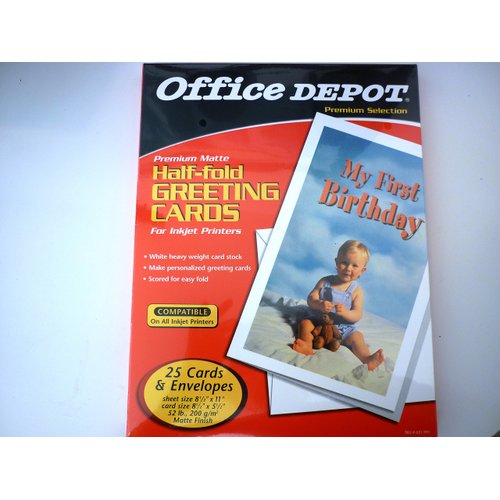 Office DEPOT®
Premium Selection
Premium Matte
Half-fold
GREETING
CARDS
For Inkjet Printers
• White heavy weight card stock
• Make personalized greeting cards
• Scored for easy fold
COMPATIBLE
On All Inkjet Printers
My First
Birthday
25 Cards
& Envelopes
sheet size 8½" x 11"
card size 8½" x 5½"
52 lb., 200 g/m²
Matte Finish